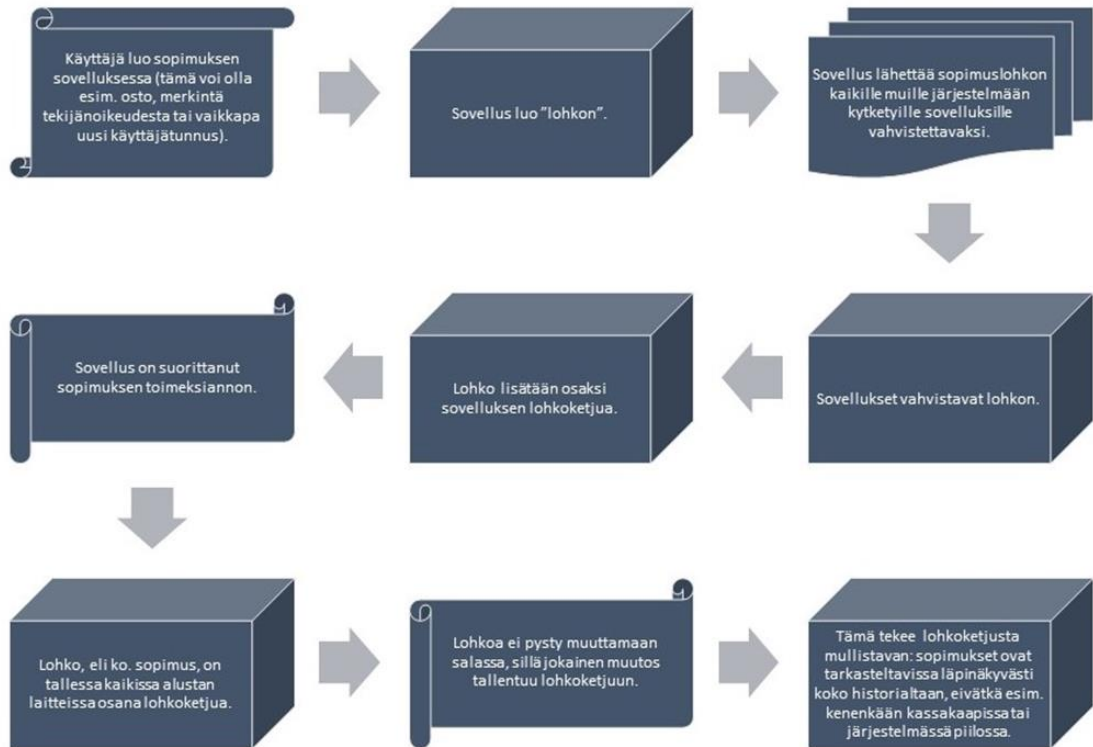 Käyttäjä luo sopimuksen
sovelluksessa (tämä voi olla
esim. osto, merkintä
tekijänoikeudesta tai vaikkapa
uusi käyttäjätunnus).
Sovellus luo ”lohkon”.
Sovellus lähettää sopimuslohkon
kaikille muille järjestelmään
kytketyille sovelluksille
vahvistettavaksi.
Sovellukset vahvistavat lohkon.
Lohko lisätään osaksi
sovelluksen lohkoketjua.
Sovellus on suorittanut
sopimuksen toimeksiannon.
Lohko, eli ko. sopimus, on
tallessa kaikissa alustan
laitteissa osana lohkoketjua.
Lohkoa ei pysty muuttamaan
salassa, sillä jokainen muutos
tallentuu lohkoketjuun.
Tämä tekee lohkoketjusta
mullistavan: sopimukset ovat
tarkasteltavissa läpinäkyvästi
koko historialtaan, eivätkä esim.
kenenkään kassakaapissa tai
järjestelmässä piilossa.